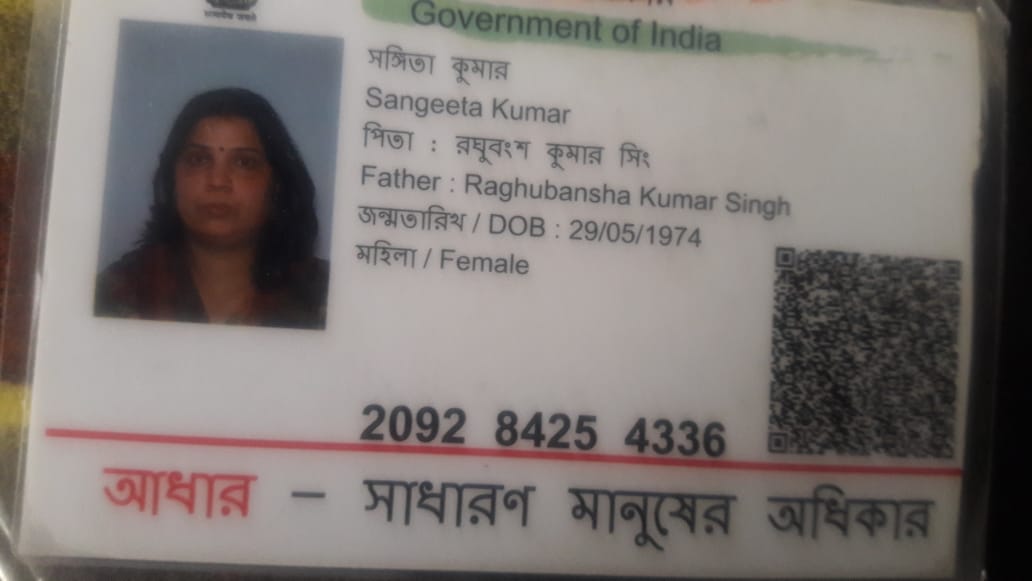 Government of India
সঙ্গিতা কুমার
Sangeeta Kumar
পিতা : রঘুবংশ কুমার সিং
Father : Raghubansha Kumar Singh
জন্মতারিখ / DOB : 29/05/1974
মহিলা / Female
2092 8425 4336
আধার – সাধারণ মানুষের অধিকার